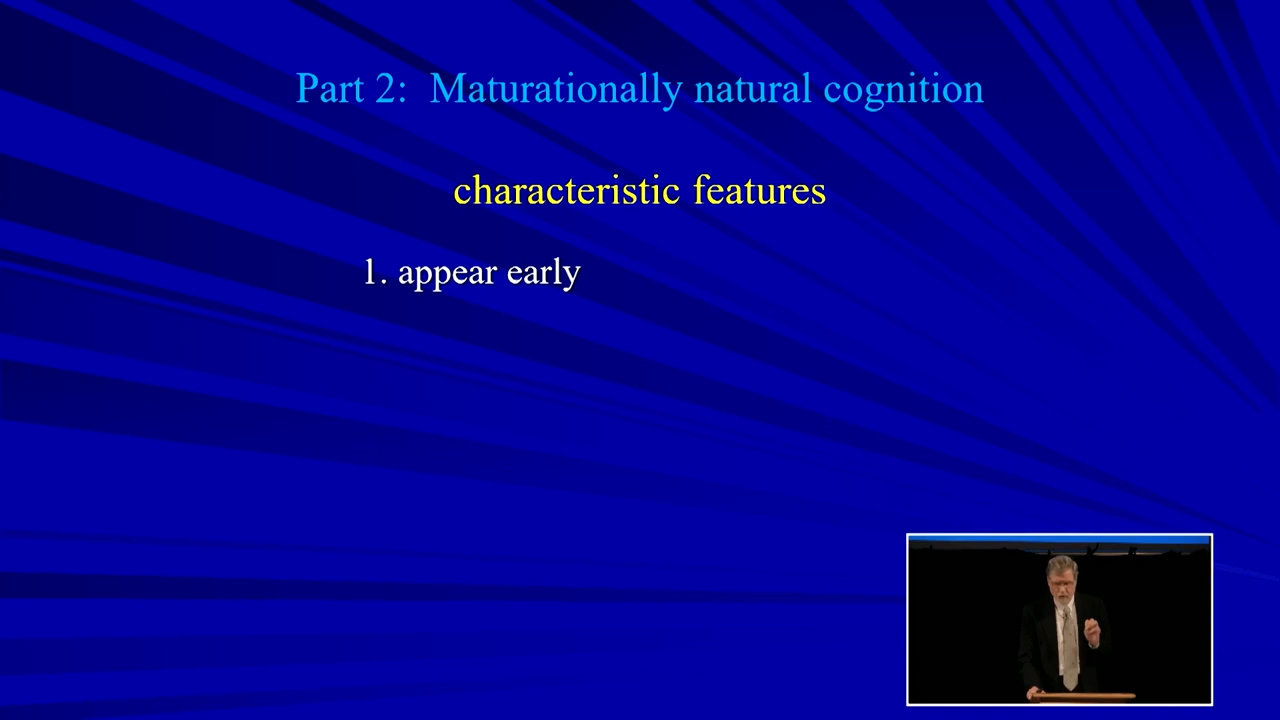 Part 2: Maturationally natural cognition
characteristic features
1. appear early